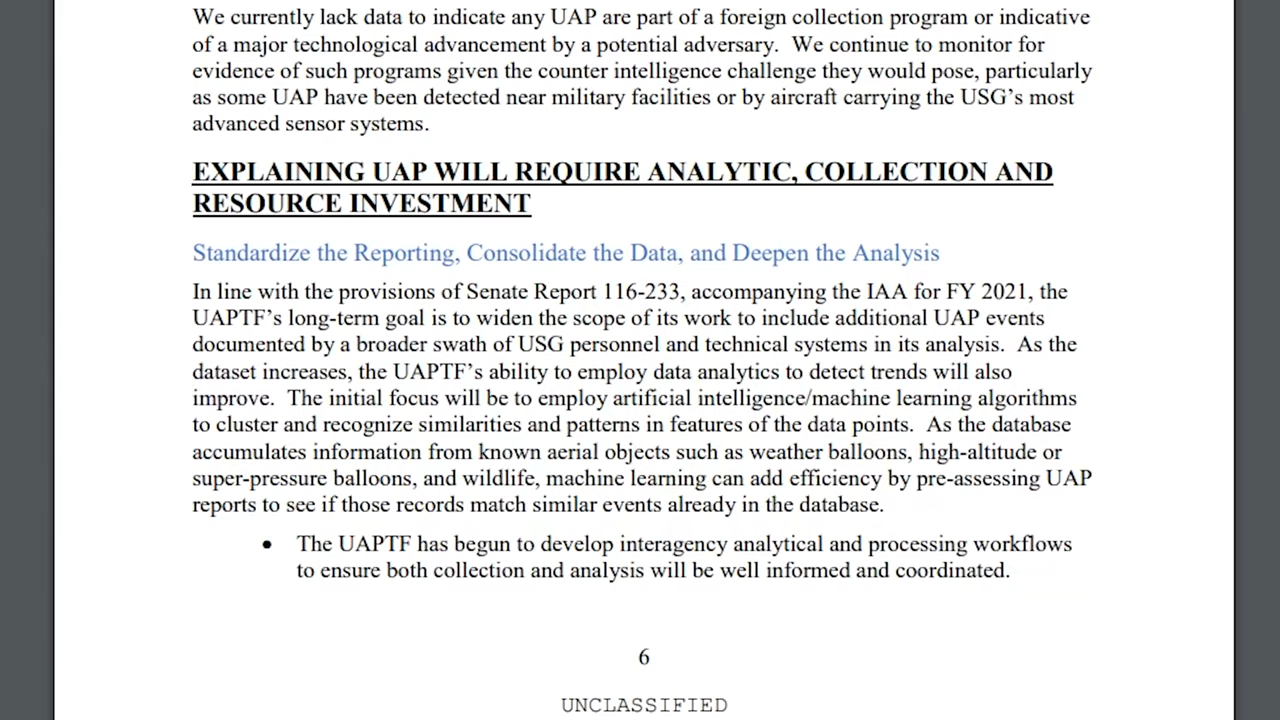 We currently lack data to indicate any UAP are part of a foreign collection program or indicative
of a major technological advancement by a potential adversary.  We continue to monitor for
evidence of such programs given the counter intelligence challenge they would pose, particularly
as some UAP have been detected near military facilities or by aircraft carrying the USG’s most
advanced sensor systems.
EXPLAINING UAP WILL REQUIRE ANALYTIC, COLLECTION AND
RESOURCE INVESTMENT
Standardize the Reporting, Consolidate the Data, and Deepen the Analysis
In line with the provisions of Senate Report 116-233, accompanying the IAA for FY 2021, the
UAPTF’s long-term goal is to widen the scope of its work to include additional UAP events
documented by a broader swath of USG personnel and technical systems in its analysis.  As the
dataset increases, the UAPTF’s ability to employ data analytics to detect trends will also
improve.  The initial focus will be to employ artificial intelligence/machine learning algorithms
to cluster and recognize similarities and patterns in features of the data points.  As the database
accumulates information from known aerial objects such as weather balloons, high-altitude or
super-pressure balloons, and wildlife, machine learning can add efficiency by pre-assessing UAP
reports to see if those records match similar events already in the database.
• The UAPTF has begun to develop interagency analytical and processing workflows
to ensure both collection and analysis will be well informed and coordinated.
6
UNCLASSIFIED